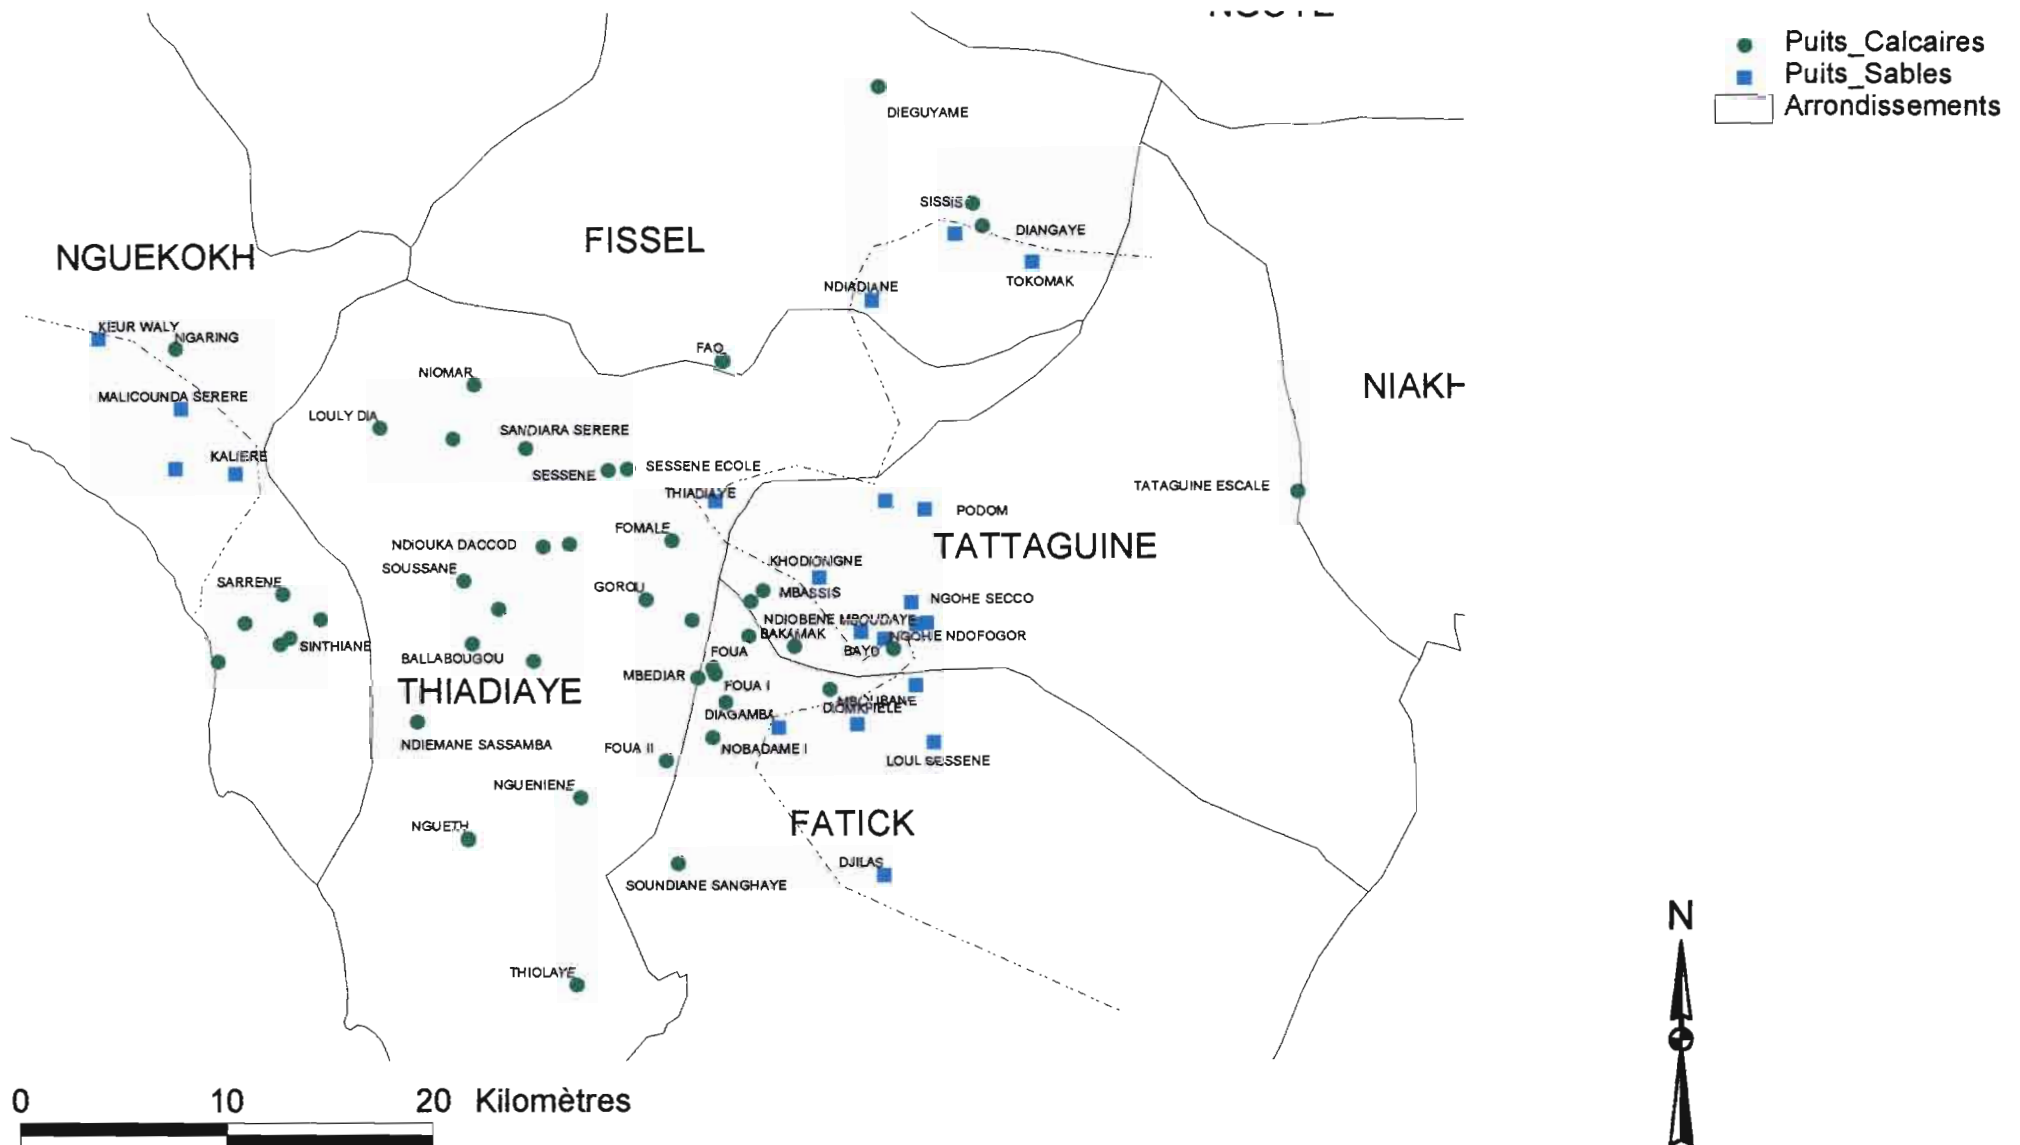 Puits_Calcaires
Puits_Sables
Arrondissements
DIEGUYAME
SISSIS
DIANGAYE
TOKOMAK
NDIADIANE
FISSEL
NGUEKOKH
KEUR WALY
NGARING
MALICOUNDA SERERE
KALIERE
FAO
NIOMAR
LOULY DIA
SANDIARA SERERE
SESSENE
SESSENE ECOLE
THIADIAYE
TATAGUINE ESCALE
PODOM
TATTAGUINE
FOMALE
NDIOUKA DACCOD
SOUSSANE
KHODIONGNE
MBASSIS
GOROU
SARRENE
SINTHIANE
NGOHE SECCO
NDIOBENE MBOUDAYE
BAKAMAK
NGOHE NDOFOGOR
BAYO
FOUA
BALLABOUGOU
MBEDIAR
FOUA I
THIADIAYE
DIAGAMBA
MBOUBANE
NDIEMANE SASSAMBA
FOUA II
NOBADAME I
LOUL SESSENE
NGUENIENE
NGUETH
FATICK
DJILAS
SOUNDIANE SANGHAYE
THIOLAYE
N
0 10 20 Kilomètres